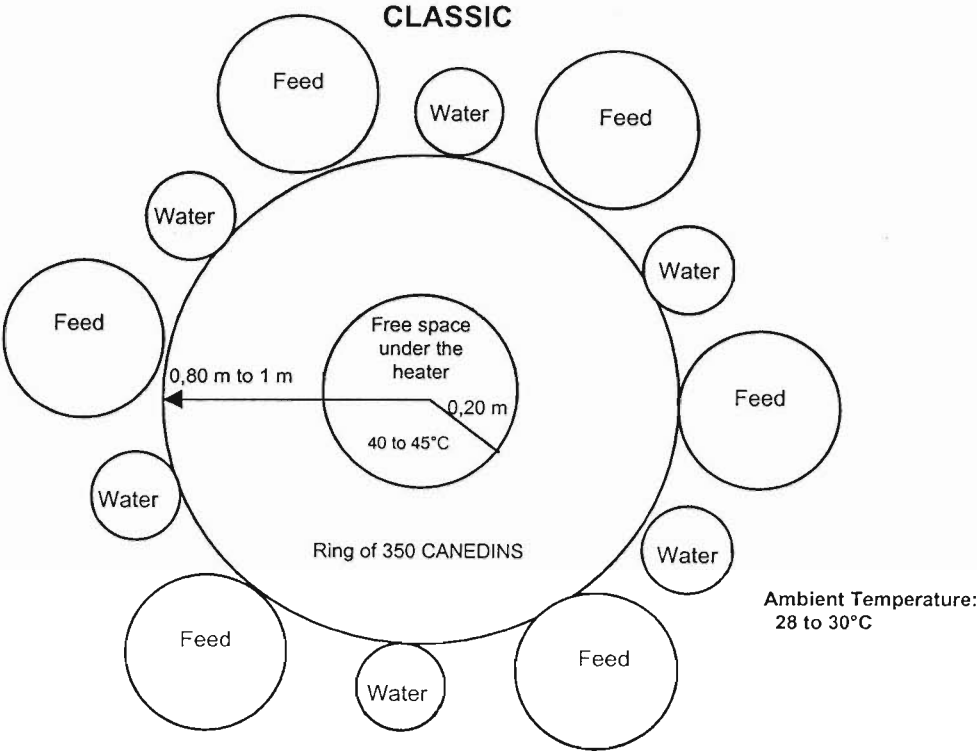 CLASSIC
Feed
Water
Feed
Water
Water
Feed
Free space
under the
heater
0,80 m to 1 m
0,20 m
Feed
40 to 45°C
Water
Ring of 350 CANEDINS
Water
Ambient Temperature:
28 to 30°C
Feed
Feed
Water